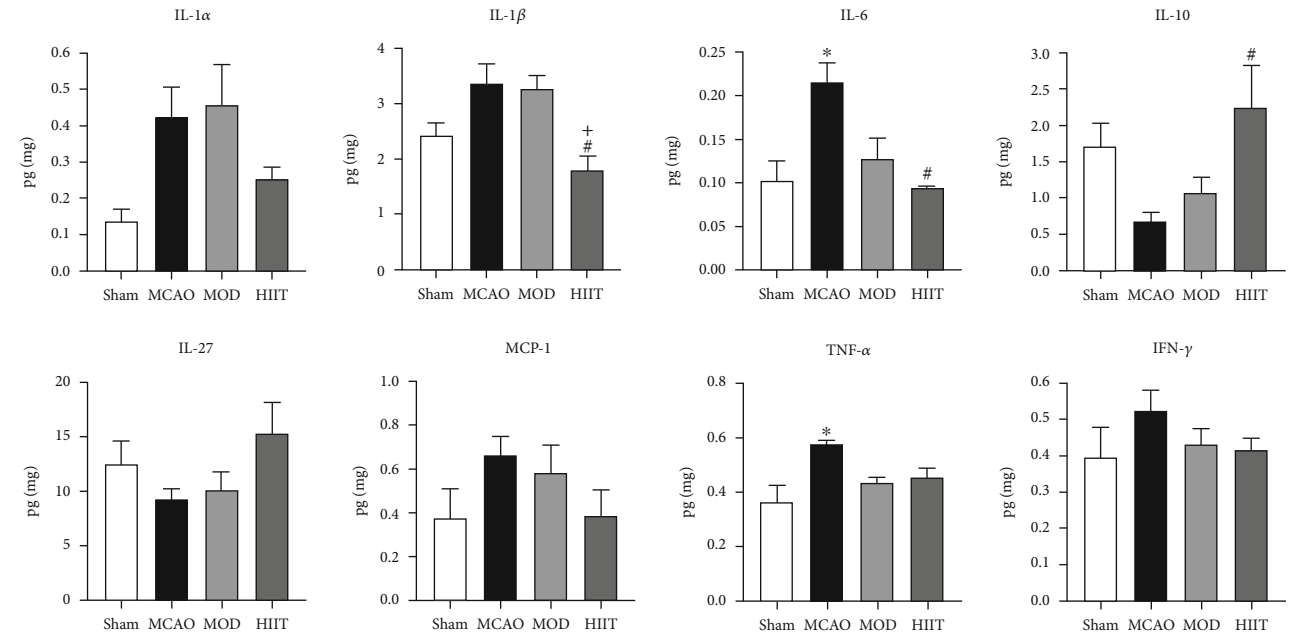 IL-1α
pg (mg)
0.6
0.5
0.4
0.3
0.2
0.1
0.0
Sham MCAO MOD HIIT
IL-1β
pg (mg)
4
3
2
1
0
+
#
Sham MCAO MOD HIIT
IL-6
pg (mg)
0.25
0.20
0.15
0.10
0.05
0.00
*
#
Sham MCAO MOD HIIT
IL-10
pg (mg)
3.0
2.5
2.0
1.5
1.0
0.5
0.0
#
Sham MCAO MOD HIIT
IL-27
pg (mg)
20
15
10
5
0
Sham MCAO MOD HIIT
MCP-1
pg (mg)
1.0
0.8
0.6
0.4
0.2
0.0
Sham MCAO MOD HIIT
TNF-α
pg (mg)
0.8
0.6
0.4
0.2
0.0
*
Sham MCAO MOD HIIT
IFN-γ
pg (mg)
0.6
0.5
0.4
0.3
0.2
0.1
0.0
Sham MCAO MOD HIIT